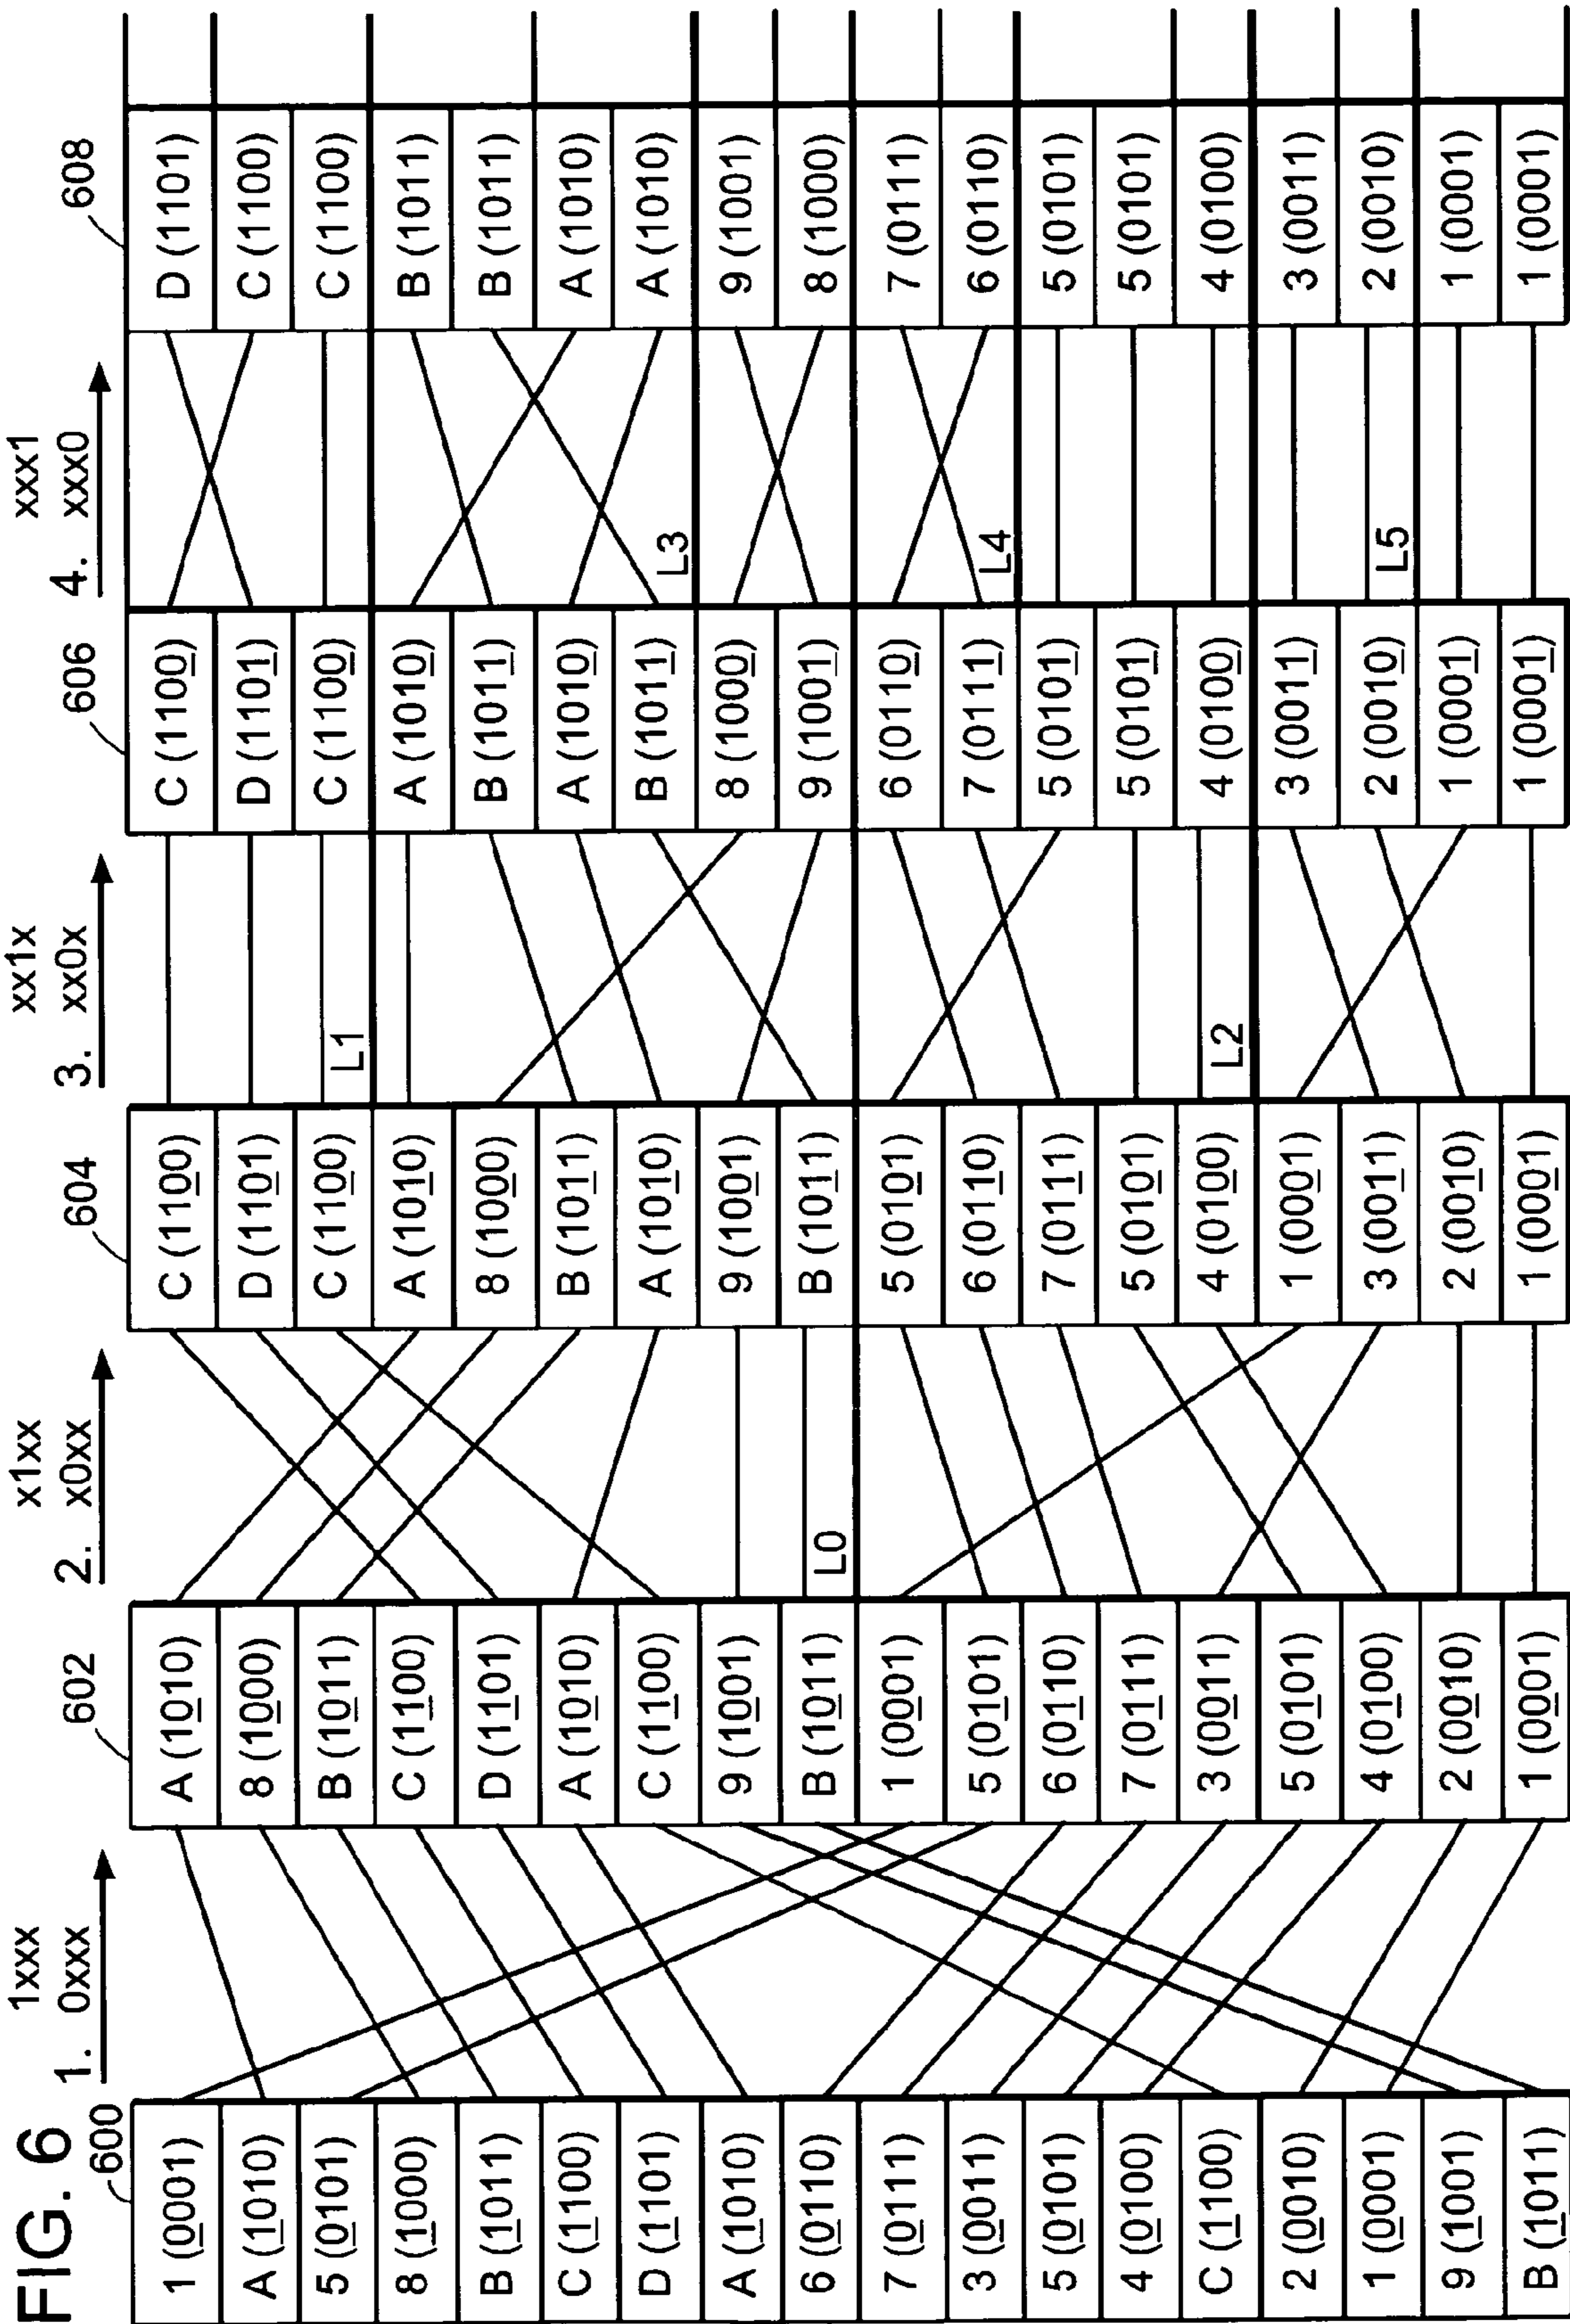 FIG. 6
1. 1xxx
0xxx
2. x1xx
x0xx
3. xx1x
xx0x
4. xxx1
xxx0
600
1 (0001)
A (1010)
5 (0101)
8 (1000)
B (1011)
C (1100)
D (1101)
A (1010)
6 (0110)
7 (0111)
3 (0011)
5 (0101)
4 (0100)
C (1100)
2 (0010)
1 (0001)
9 (1001)
B (1011)
602
A (1010)
8 (1000)
B (1011)
C (1100)
D (1101)
A (1010)
C (1100)
9 (1001)
B (1011)
1 (0001)
5 (0101)
6 (0110)
7 (0111)
3 (0011)
5 (0101)
4 (0100)
2 (0010)
1 (0001)
L0
604
C (1100)
D (1101)
C (1100)
A (1010)
8 (1000)
B (1011)
A (1010)
9 (1001)
B (1011)
5 (0101)
6 (0110)
7 (0111)
5 (0101)
4 (0100)
1 (0001)
3 (0011)
2 (0010)
1 (0001)
L1
L2
606
C (1100)
D (1101)
C (1100)
A (1010)
B (1011)
A (1010)
B (1011)
8 (1000)
9 (1001)
6 (0110)
7 (0111)
5 (0101)
5 (0101)
4 (0100)
3 (0011)
2 (0010)
1 (0001)
1 (0001)
L3
L4
L5
608
D (1101)
C (1100)
C (1100)
B (1011)
B (1011)
A (1010)
A (1010)
9 (1001)
8 (1000)
7 (0111)
6 (0110)
5 (0101)
5 (0101)
4 (0100)
3 (0011)
2 (0010)
1 (0001)
1 (0001)